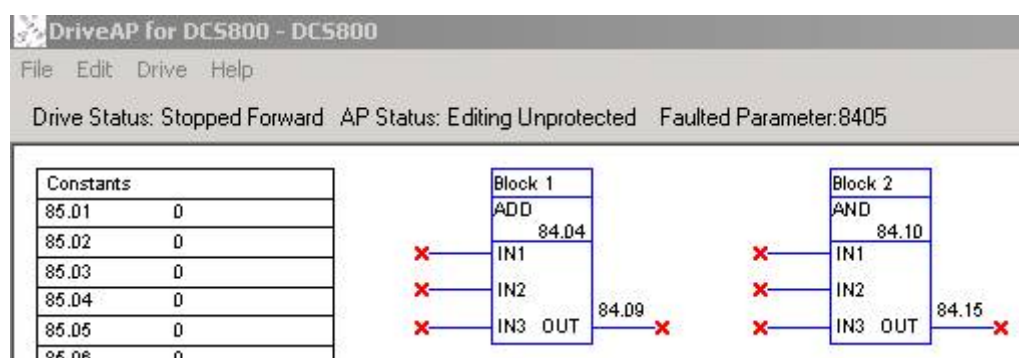 DriveAP for DCS800 - DCS800
File Edit Drive Help
Drive Status: Stopped Forward AP Status: Editing Unprotected Faulted Parameter:8405
Constants
85.01 0
85.02 0
85.03 0
85.04 0
85.05 0
85.06 0
Block 1
ADD
84.04
IN1
IN2
IN3 OUT
84.09
Block 2
AND
84.10
IN1
IN2
IN3 OUT
84.15